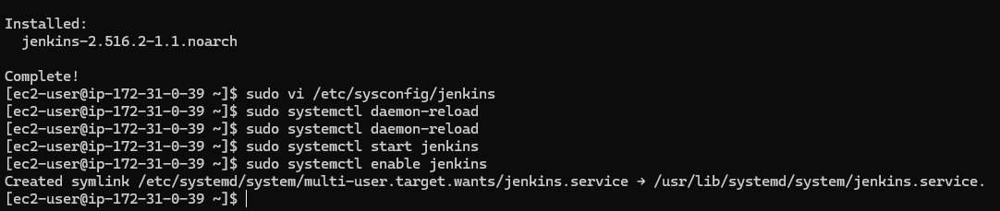 Installed:
  jenkins-2.516.2-1.1.noarch
Complete!
[ec2-user@ip-172-31-0-39 ~]$ sudo vi /etc/sysconfig/jenkins
[ec2-user@ip-172-31-0-39 ~]$ sudo systemctl daemon-reload
[ec2-user@ip-172-31-0-39 ~]$ sudo systemctl daemon-reload
[ec2-user@ip-172-31-0-39 ~]$ sudo systemctl start jenkins
[ec2-user@ip-172-31-0-39 ~]$ sudo systemctl enable jenkins
Created symlink /etc/systemd/system/multi-user.target.wants/jenkins.service → /usr/lib/systemd/system/jenkins.service.
[ec2-user@ip-172-31-0-39 ~]$